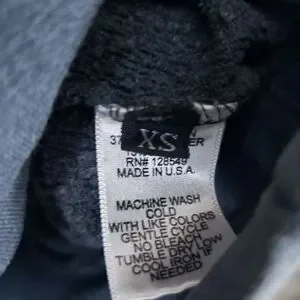 XS
RN# 128549
MADE IN U.S.A.
MACHINE WASH
COLD
WITH LIKE COLORS
GENTLE CYCLE
NO BLEACH
TUMBLE DRY LOW
COOL IRON IF
NEEDED